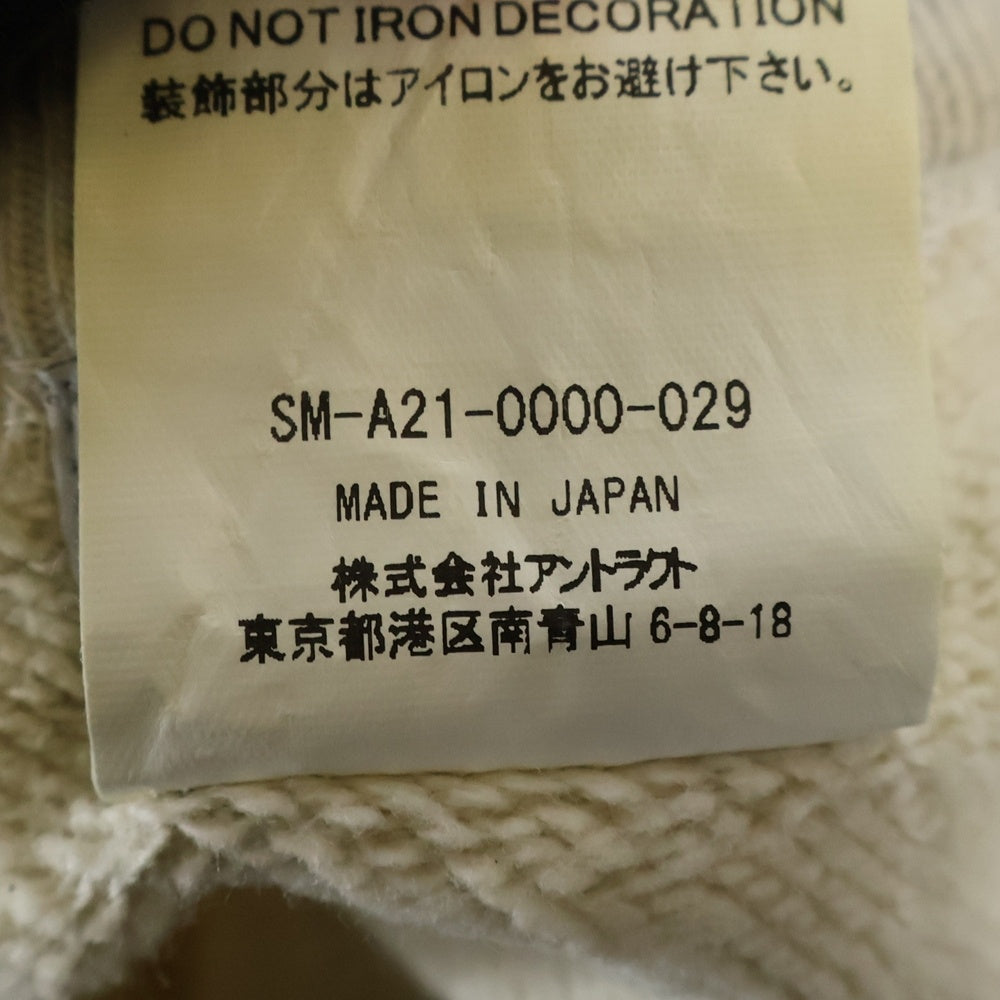 DO NOT IRON DECORATION
装飾部分はアイロンをお避け下さい。
SM-A21-0000-029
MADE IN JAPAN
株式会社アントラクト
東京都港区南青山 6-8-18